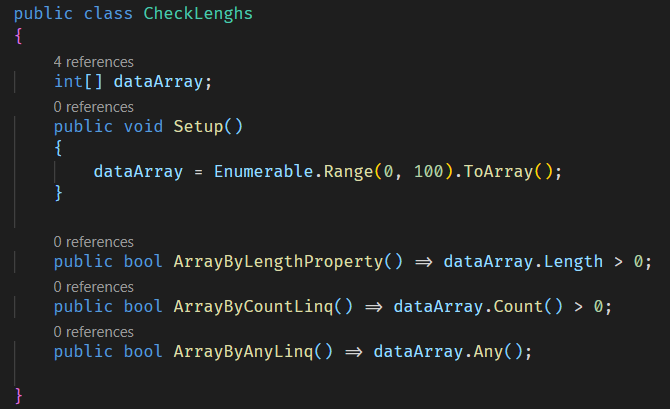 public class CheckLenghs
{
4 references
int[] dataArray;
0 references
public void Setup()
{
dataArray = Enumerable.Range(0, 100).ToArray();
}
0 references
public bool ArrayByLengthProperty() ⇒ dataArray.Length > 0;
0 references
public bool ArrayByCountLinq() ⇒ dataArray.Count() > 0;
0 references
public bool ArrayByAnyLinq() ⇒ dataArray.Any();
}